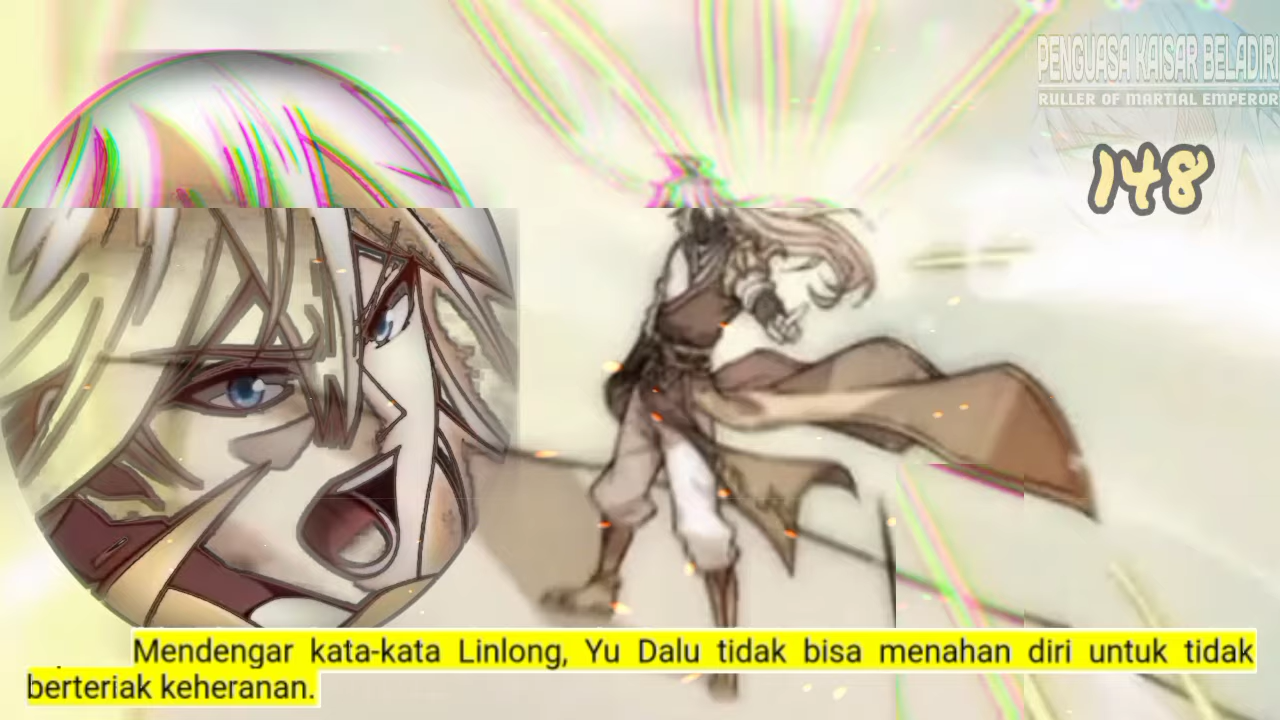 PENGUASA KAISAR BELADIRI
RULLER OF MARTIAL EMPEROR
148
Mendengar kata-kata Linlong, Yu Dalu tidak bisa menahan diri untuk tidak
berteriak keheranan.